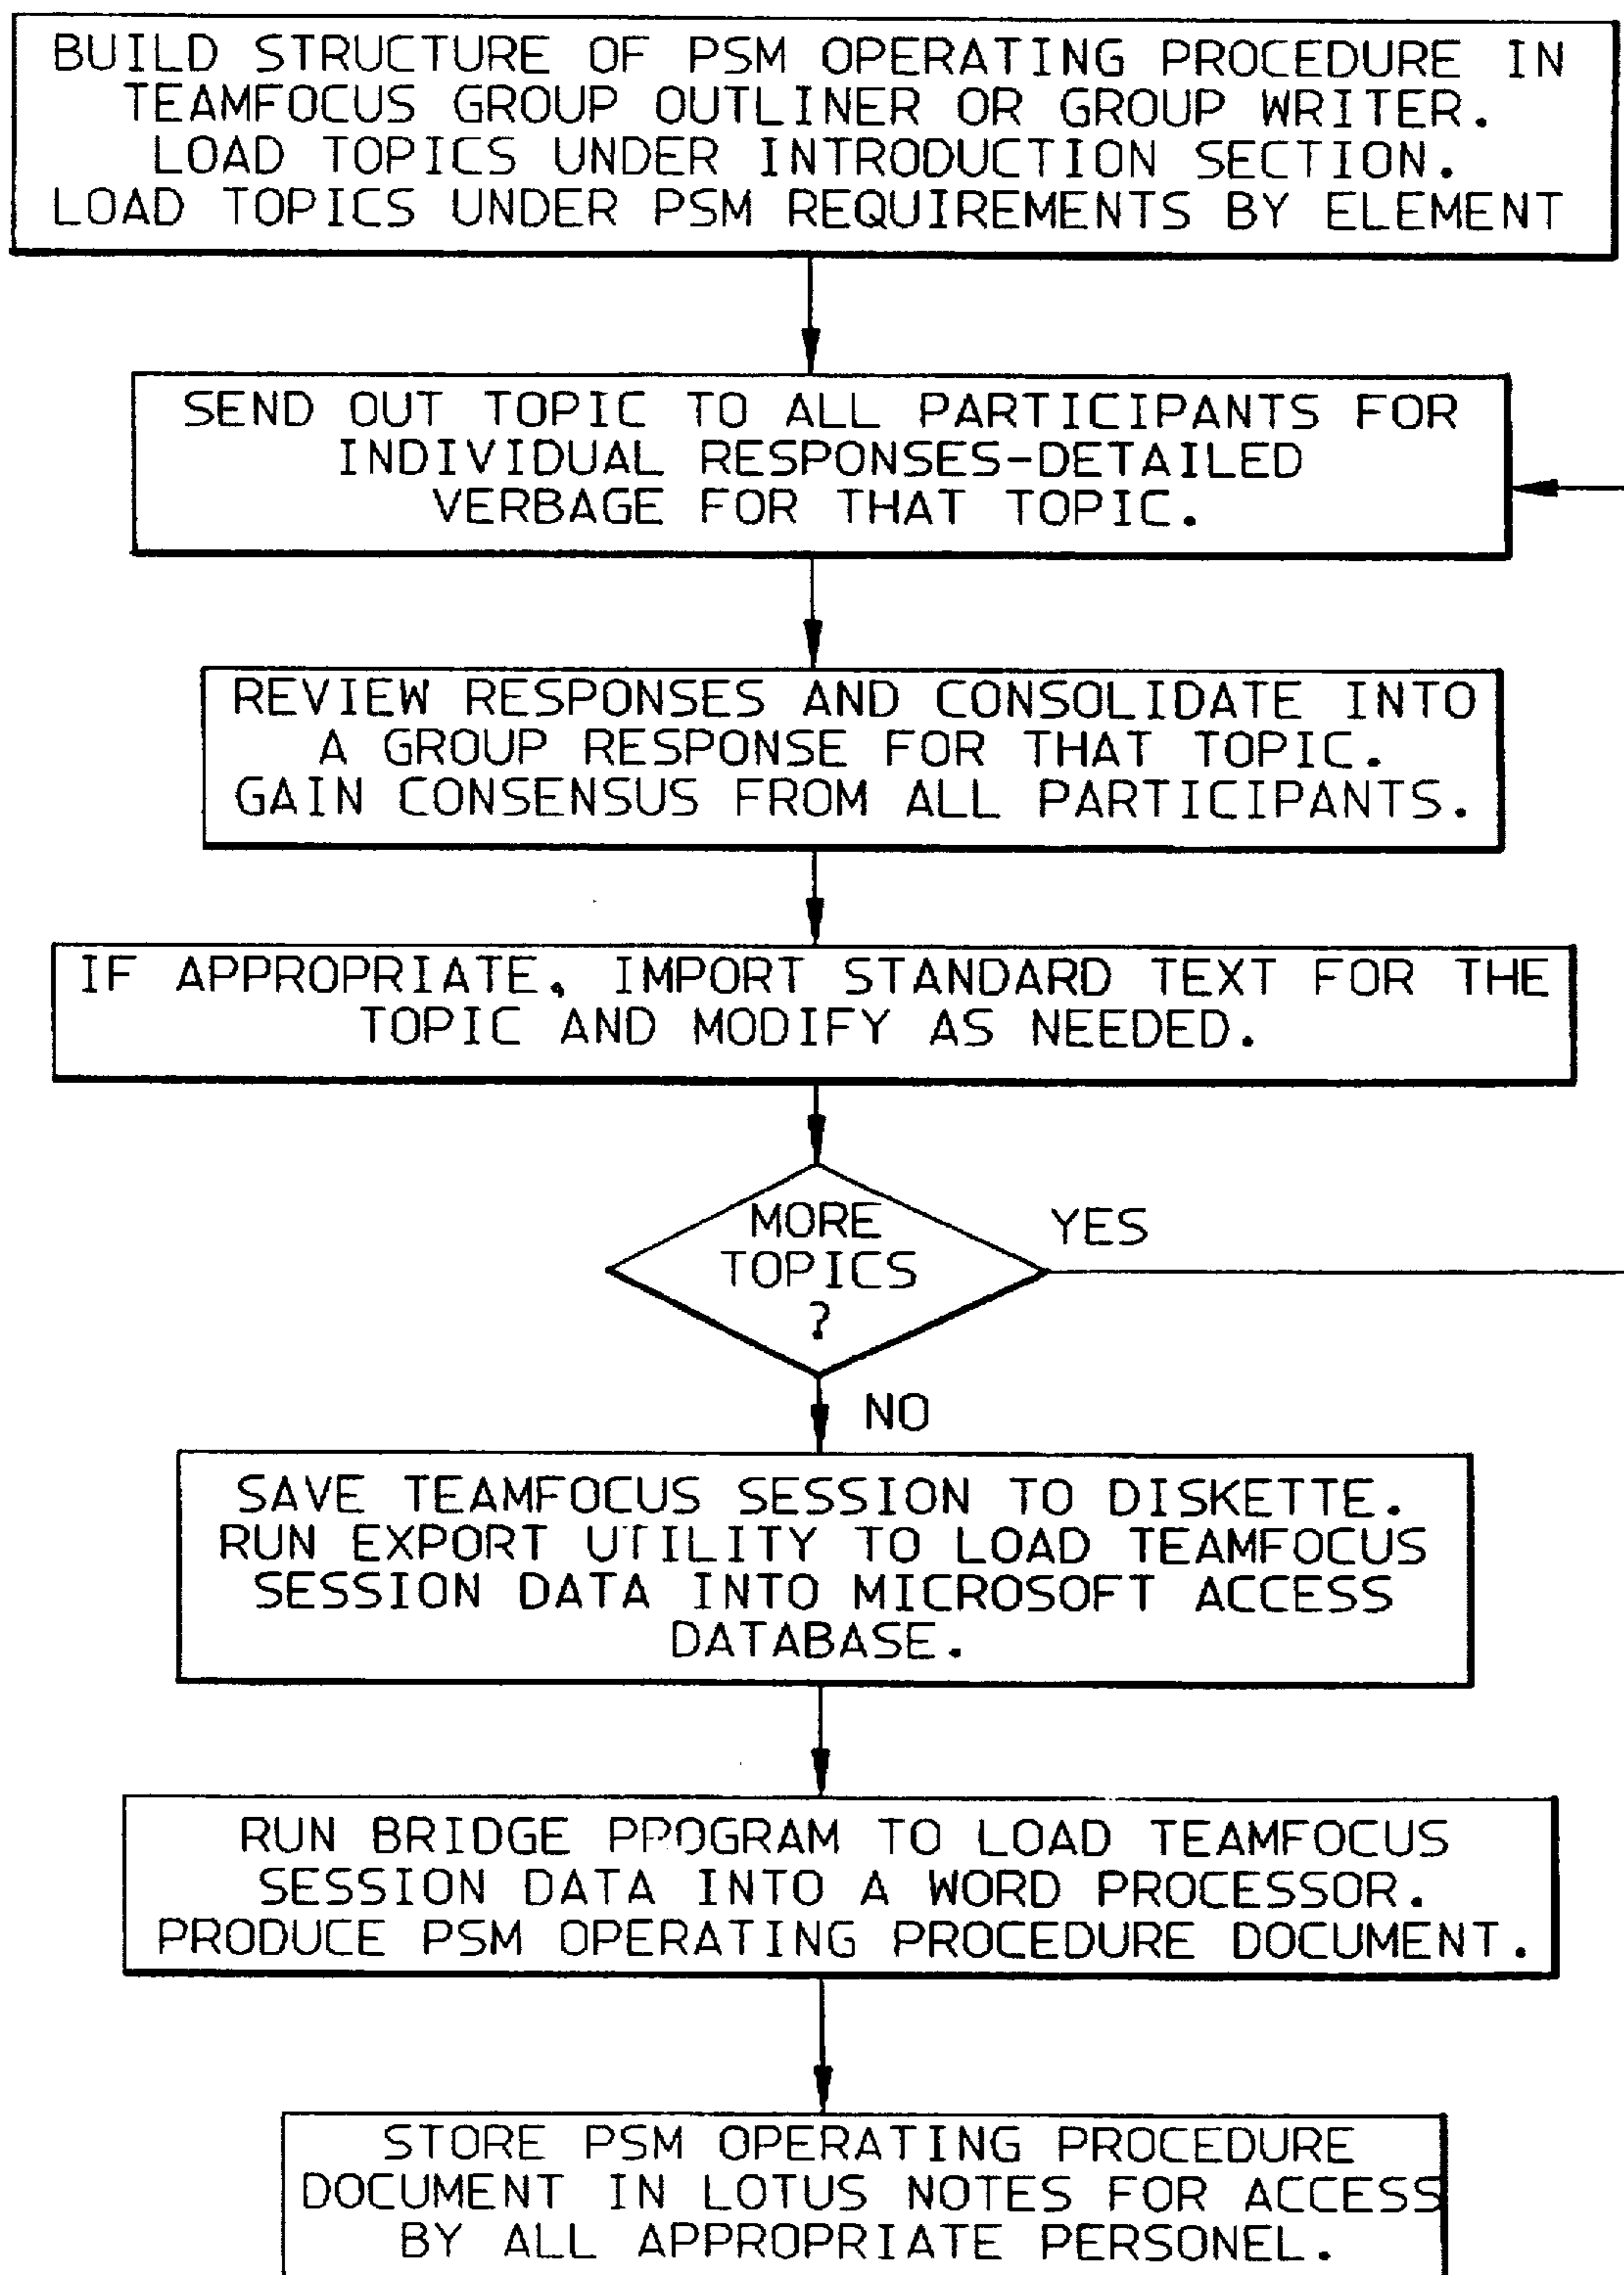 BUILD STRUCTURE OF PSM OPERATING PROCEDURE IN
TEAMFOCUS GROUP OUTLINER OR GROUP WRITER.
LOAD TOPICS UNDER INTRODUCTION SECTION.
LOAD TOPICS UNDER PSM REQUIREMENTS BY ELEMENT
SEND OUT TOPIC TO ALL PARTICIPANTS FOR
INDIVIDUAL RESPONSES-DETAILED
VERBAGE FOR THAT TOPIC.
REVIEW RESPONSES AND CONSOLIDATE INTO
A GROUP RESPONSE FOR THAT TOPIC.
GAIN CONSENSUS FROM ALL PARTICIPANTS.
IF APPROPRIATE, IMPORT STANDARD TEXT FOR THE
TOPIC AND MODIFY AS NEEDED.
MORE
TOPICS
?
YES
NO
SAVE TEAMFOCUS SESSION TO DISKETTE.
RUN EXPORT UTILITY TO LOAD TEAMFOCUS
SESSION DATA INTO MICROSOFT ACCESS
DATABASE.
RUN BRIDGE PROGRAM TO LOAD TEAMFOCUS
SESSION DATA INTO A WORD PROCESSOR.
PRODUCE PSM OPERATING PROCEDURE DOCUMENT.
STORE PSM OPERATING PROCEDURE
DOCUMENT IN LOTUS NOTES FOR ACCESS
BY ALL APPROPRIATE PERSONEL.